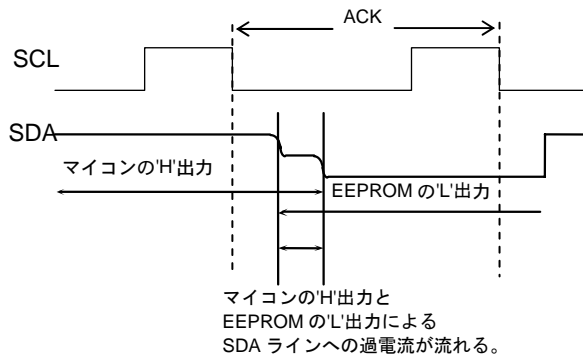 ACK
SCL
SDA
マイコンの'H'出力
EEPROM の'L'出力
マイコンの'H'出力と
EEPROM の'L'出力による
SDA ラインへの過電流が流れる。